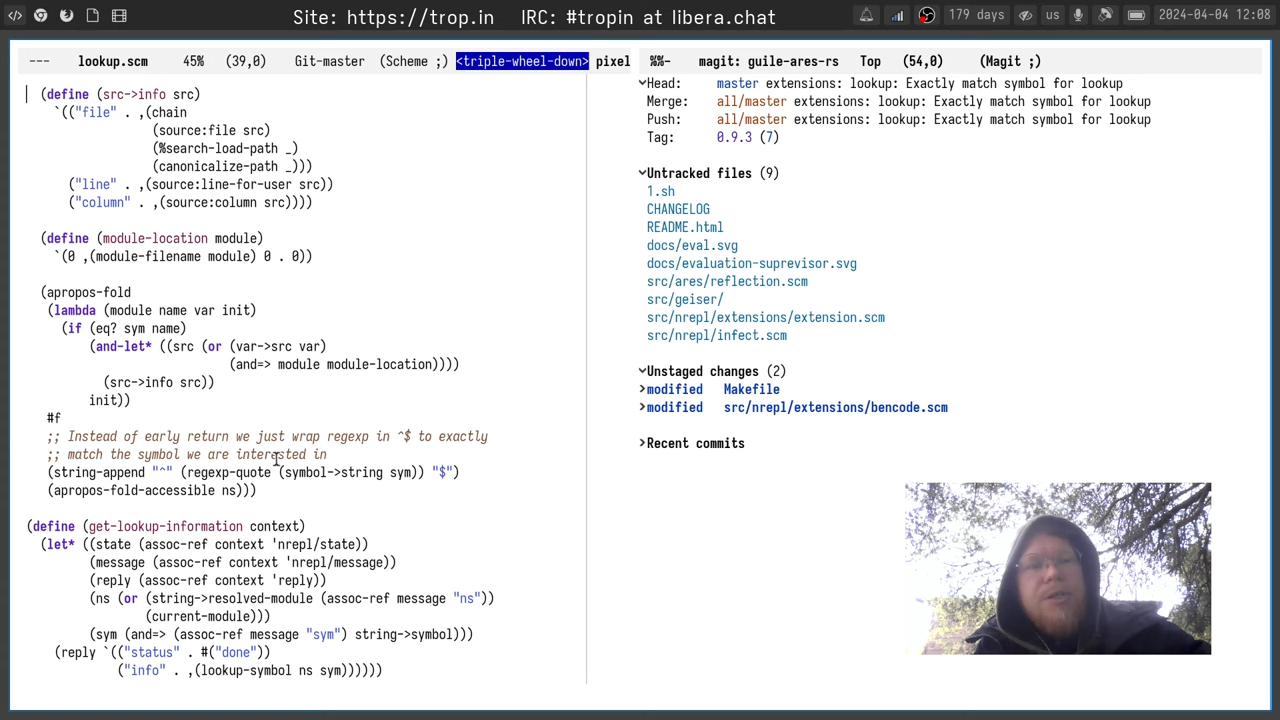 Site: https://trop.in IRC: #tropin at libera.chat
179 days us 2024-04-04 12:08
--- lookup.scm 45% (39,0) Git-master (Scheme ;) <triple-wheel-down> pixel
(define (src->info src)
`(("file" . ,(chain
(source:file src)
(%search-load-path _)
(canonicalize-path _)))
("line" . ,(source:line-for-user src))
("column" . ,(source:column src))))
(define (module-location module)
`(0 ,(module-filename module) 0 . 0))
(apropos-fold
(lambda (module name var init)
(if (eq? sym name)
(and-let* ((src (or (var->src var)
(and=> module module-location))))
(src->info src))
init))
#f
;; Instead of early return we just wrap regexp in ^$ to exactly
;; match the symbol we are interested in
(string-append "^" (regexp-quote (symbol->string sym)) "$")
(apropos-fold-accessible ns)))
(define (get-lookup-information context)
(let* ((state (assoc-ref context 'nrepl/state))
(message (assoc-ref context 'nrepl/message))
(reply (assoc-ref context 'reply))
(ns (or (string->resolved-module (assoc-ref message "ns"))
(current-module)))
(sym (and=> (assoc-ref message "sym") string->symbol)))
(reply `(("status" . #("done"))
("info" . ,(lookup-symbol ns sym))))))
%%- magit: guile-ares-rs Top (54,0) (Magit ;)
Head: master extensions: lookup: Exactly match symbol for lookup
Merge: all/master extensions: lookup: Exactly match symbol for lookup
Push: all/master extensions: lookup: Exactly match symbol for lookup
Tag: 0.9.3 (7)
Untracked files (9)
1.sh
CHANGELOG
README.html
docs/eval.svg
docs/evaluation-suprevisor.svg
src/ares/reflection.scm
src/geiser/
src/nrepl/extensions/extension.scm
src/nrepl/infect.scm
Unstaged changes (2)
modified Makefile
modified src/nrepl/extensions/bencode.scm
Recent commits